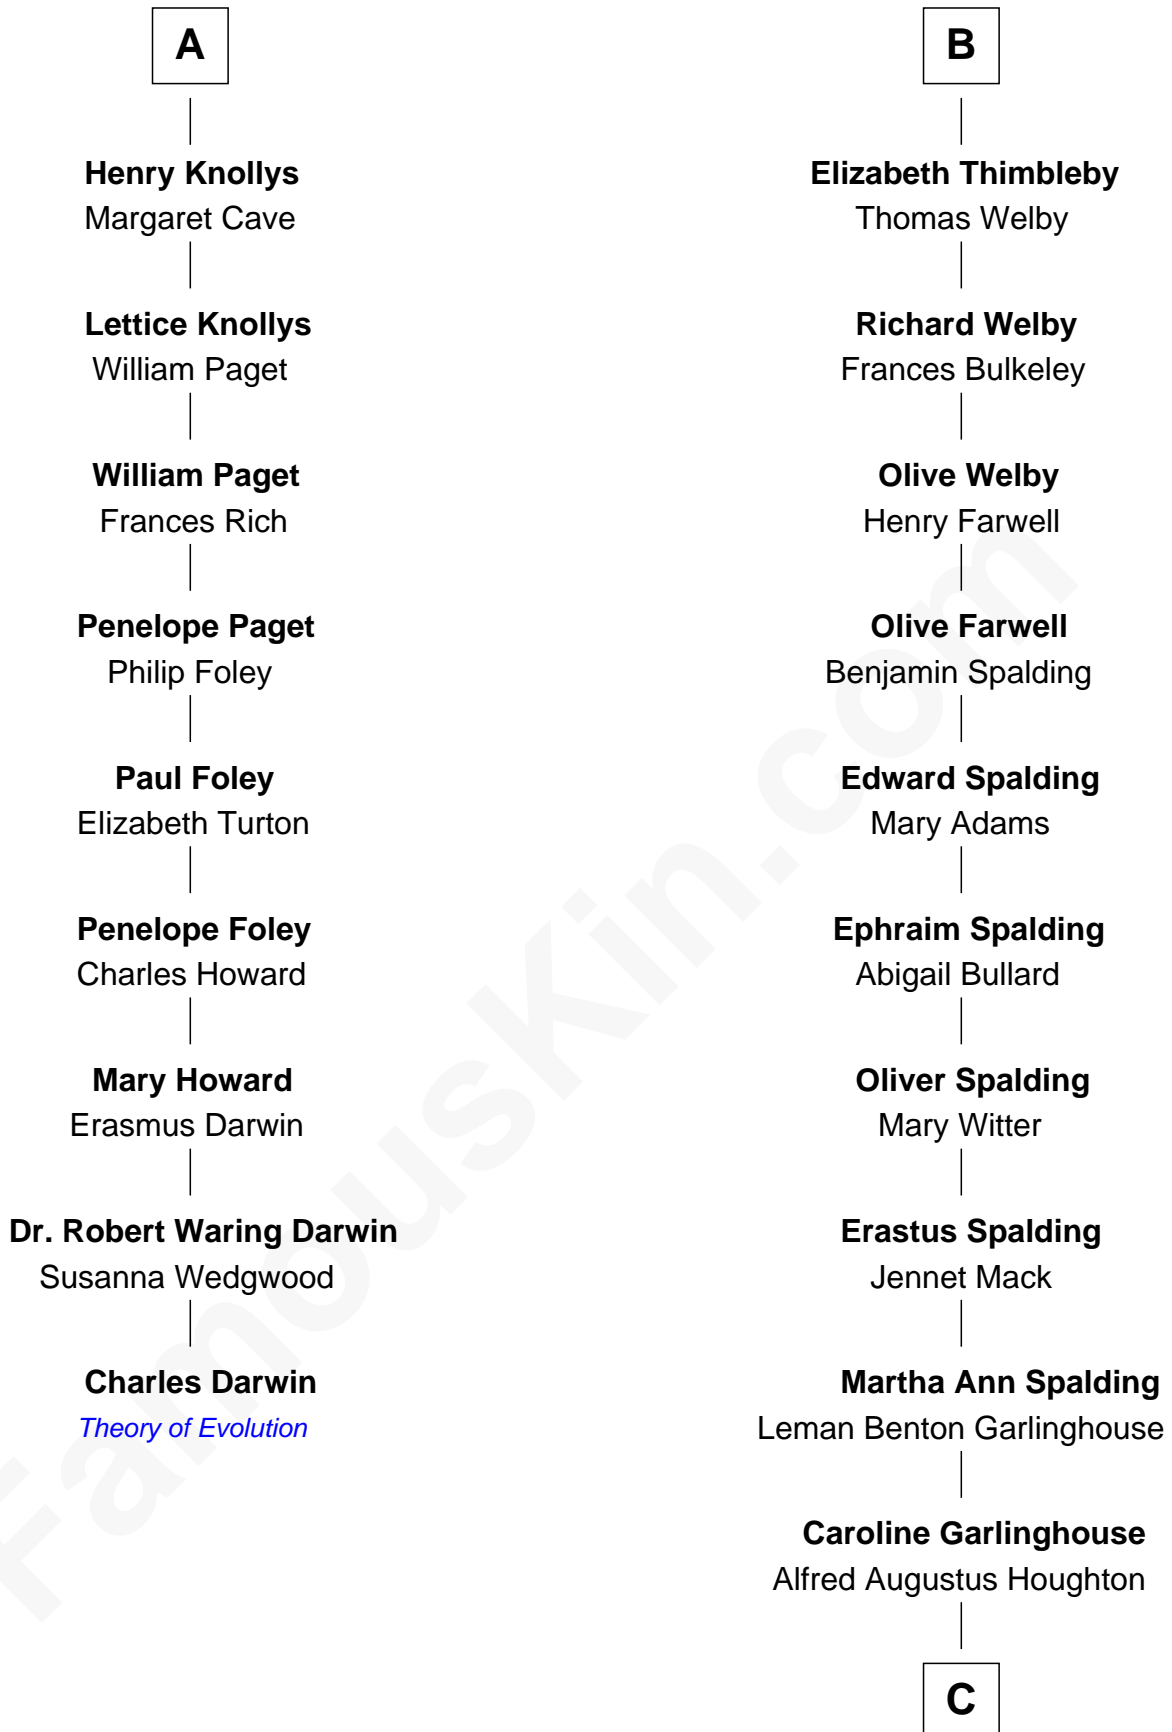 A
Henry Knollys
Margaret Cave
Lettice Knollys
William Paget
William Paget
Frances Rich
Penelope Paget
Philip Foley
Paul Foley
Elizabeth Turton
Penelope Foley
Charles Howard
Mary Howard
Erasmus Darwin
Dr. Robert Waring Darwin
Susanna Wedgwood
Charles Darwin
Theory of Evolution
B
Elizabeth Thimbleby
Thomas Welby
Richard Welby
Frances Bulkeley
Olive Welby
Henry Farwell
Olive Farwell
Benjamin Spalding
Edward Spalding
Mary Adams
Ephraim Spalding
Abigail Bullard
Oliver Spalding
Mary Witter
Erastus Spalding
Jennet Mack
Martha Ann Spalding
Leman Benton Garlinghouse
Caroline Garlinghouse
Alfred Augustus Houghton
C
FamousKin.com